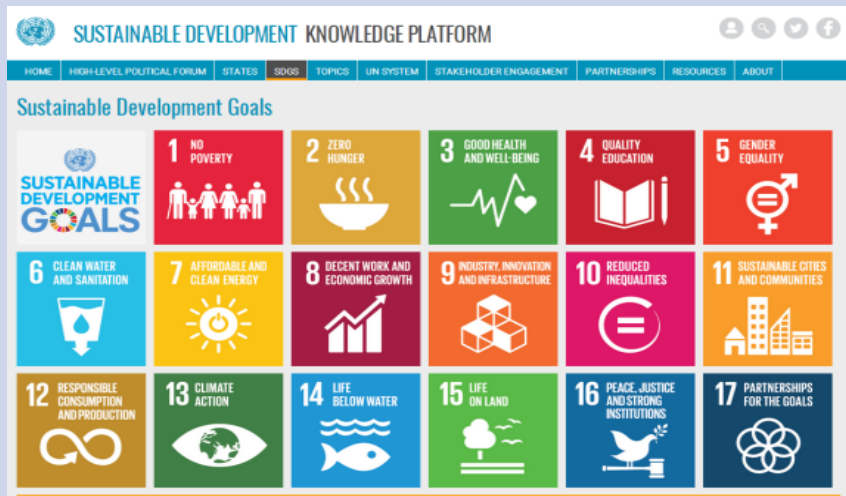 SUSTAINABLE DEVELOPMENT KNOWLEDGE PLATFORM
HOME HIGH-LEVEL POLITICAL FORUM STATES SDGS TOPICS UN SYSTEM STAKEHOLDER ENGAGEMENT PARTNERSHIPS RESOURCES ABOUT
Sustainable Development Goals
SUSTAINABLE
DEVELOPMENT
GOALS
1 NO
POVERTY
2 ZERO
HUNGER
3 GOOD HEALTH
AND WELL-BEING
4 QUALITY
EDUCATION
5 GENDER
EQUALITY
6 CLEAN WATER
AND SANITATION
7 AFFORDABLE AND
CLEAN ENERGY
8 DECENT WORK AND
ECONOMIC GROWTH
9 INDUSTRY, INNOVATION
AND INFRASTRUCTURE
10 REDUCED
INEQUALITIES
11 SUSTAINABLE CITIES
AND COMMUNITIES
12 RESPONSIBLE
CONSUMPTION
AND PRODUCTION
13 CLIMATE
ACTION
14 LIFE
BELOW WATER
15 LIFE
ON LAND
16 PEACE, JUSTICE
AND STRONG
INSTITUTIONS
17 PARTNERSHIPS
FOR THE GOALS